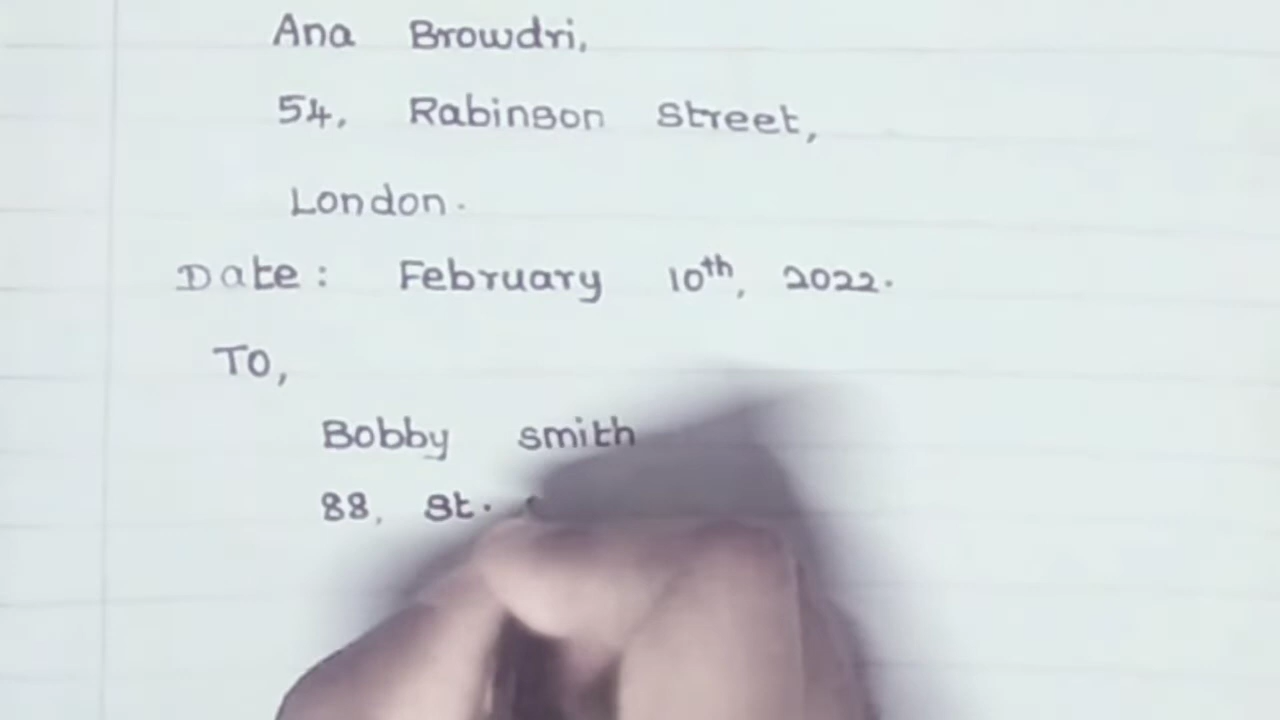 Ana Browdri,
54, Rabinson Street,
London.
Date: February 10th, 2022.
To,
Bobby smith
88, St.